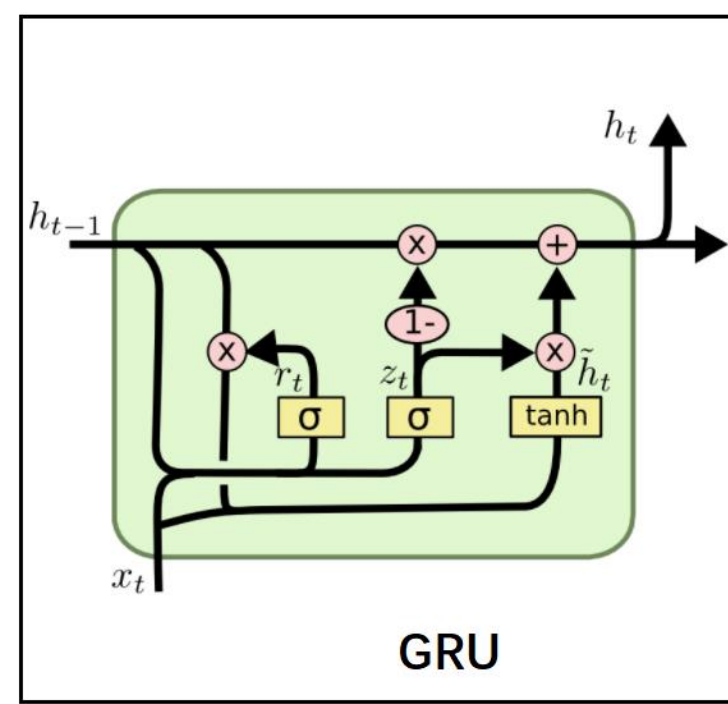 h_t
h_{t-1}
x +
1-
x x
r_t z_t h̃_t
σ σ tanh
x_t
GRU